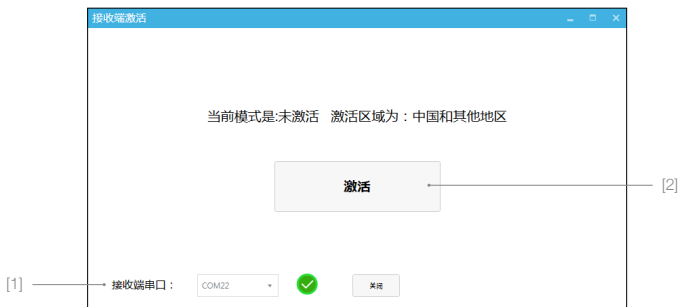 接收端激活
当前模式是:未激活 激活区域为：中国和其他地区
激活
[2]
[1]
接收端串口：
COM22
关闭